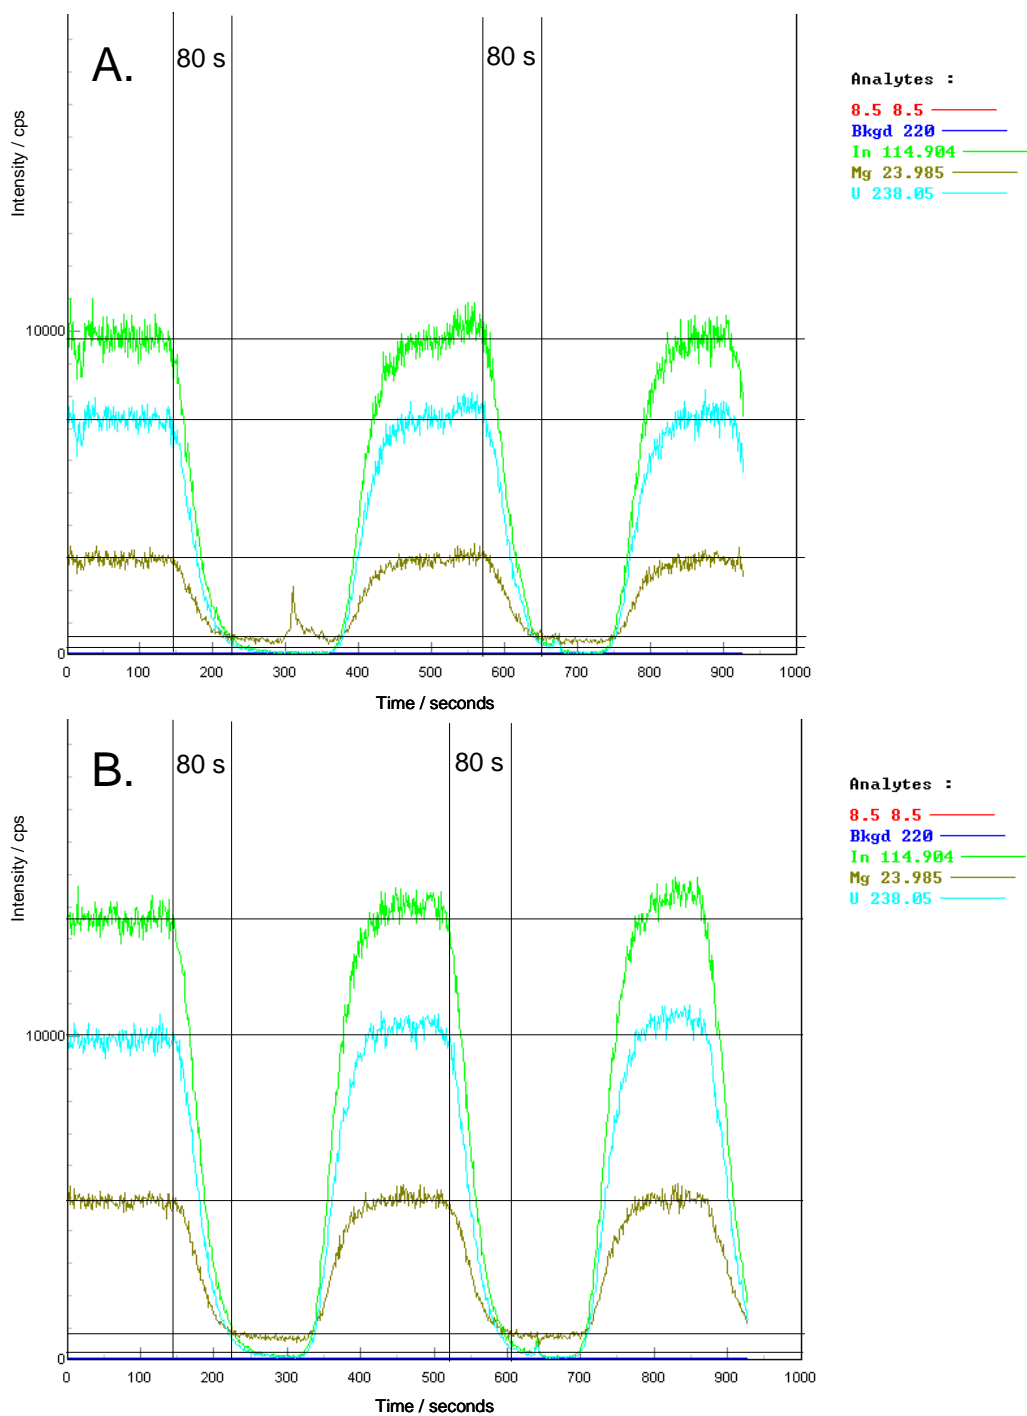 A.
80 s
80 s
Analytes :
8.5 8.5
Bkgd 220
In 114.904
Mg 23.985
U 238.05
Intensity / cps
10000
0
0 100 200 300 400 500 600 700 800 900 1000
Time / seconds
B.
80 s
80 s
Analytes :
8.5 8.5
Bkgd 220
In 114.904
Mg 23.985
U 238.05
Intensity / cps
10000
0
0 100 200 300 400 500 600 700 800 900 1000
Time / seconds